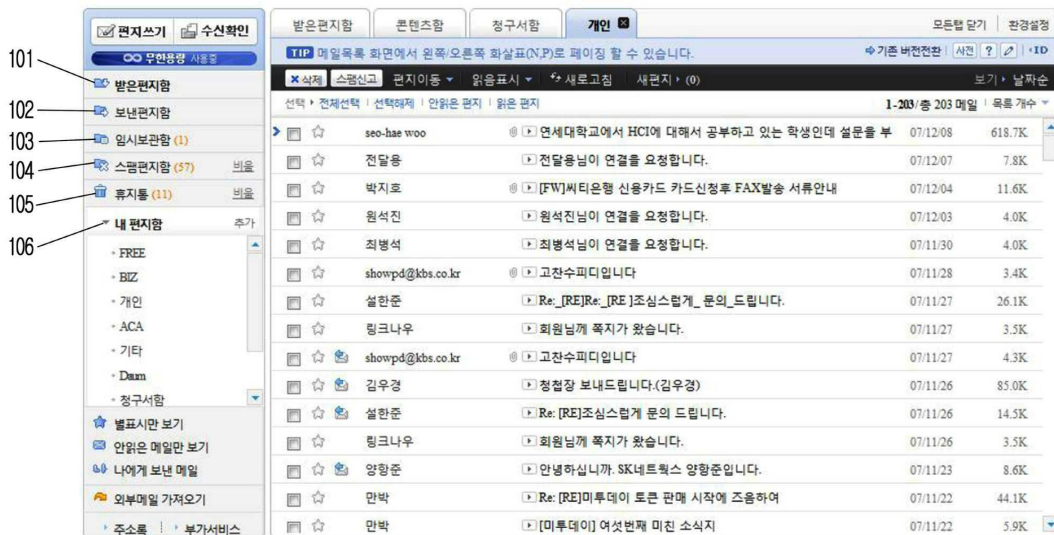 편지쓰기 수신확인
무한용량 사용중
101 받은편지함
102 보낸편지함
103 임시보관함 (1)
104 스팸편지함 (57) 비움
105 휴지통 (11) 비움
106 내 편지함 추가
FREE
BIZ
개인
ACA
기타
Daum
청구서함
별표시만 보기
안읽은 메일만 보기
나에게 보낸 메일
외부메일 가져오기
주소록 부가서비스
받은편지함 콘텐츠함 청구서함 개인 모든탭 닫기 환경설정
TIP 메일목록 화면에서 왼쪽/오른쪽 화살표(N,P)로 페이징 할 수 있습니다. 기존 버전전환 사전 ? ID
×삭제 스팸신고 편지이동 읽음표시 새로고침 새편지 (0) 보기 날짜순
선택 전체선택 선택해제 안읽은 편지 읽은 편지 1-203/총 203 메일 목록 개수
seo-hae woo 연세대학교에서 HCI에 대해서 공부하고 있는 학생인데 설문을 부 07/12/08 618.7K
전달용 전달용님이 연결을 요청합니다. 07/12/07 7.8K
박지호 [FW]씨티은행 신용카드 카드신청후 FAX발송 서류안내 07/12/04 11.6K
원석진 원석진님이 연결을 요청합니다. 07/12/03 4.0K
최병석 최병석님이 연결을 요청합니다. 07/11/30 4.0K
showpd@kbs.co.kr 고찬수피디입니다 07/11/28 3.4K
설한준 Re:_[RE]Re:_[RE ]조심스럽게_ 문의_드립니다. 07/11/27 26.1K
링크나우 회원님께 쪽지가 왔습니다. 07/11/27 3.5K
showpd@kbs.co.kr 고찬수피디입니다 07/11/27 4.3K
김우경 청첩장 보내드립니다.(김우경) 07/11/26 85.0K
설한준 Re: [RE]조심스럽게 문의 드립니다. 07/11/26 14.5K
링크나우 회원님께 쪽지가 왔습니다. 07/11/26 3.5K
양항준 안녕하십니까. SK네트웍스 양항준입니다. 07/11/23 8.6K
만박 Re: [RE]미투데이 토큰 판매 시작에 즈음하여 07/11/22 44.1K
만박 [미투데이] 여섯번째 미친 소식지 07/11/22 5.9K